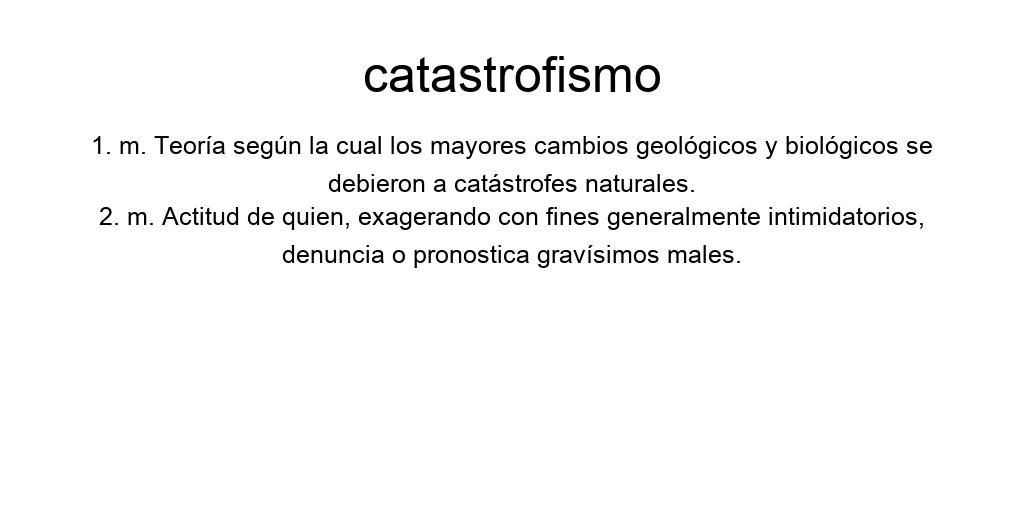 catastrofismo
1. m. Teoría según la cual los mayores cambios geológicos y biológicos se
debieron a catástrofes naturales.
2. m. Actitud de quien, exagerando con fines generalmente intimidatorios,
denuncia o pronostica gravísimos males.